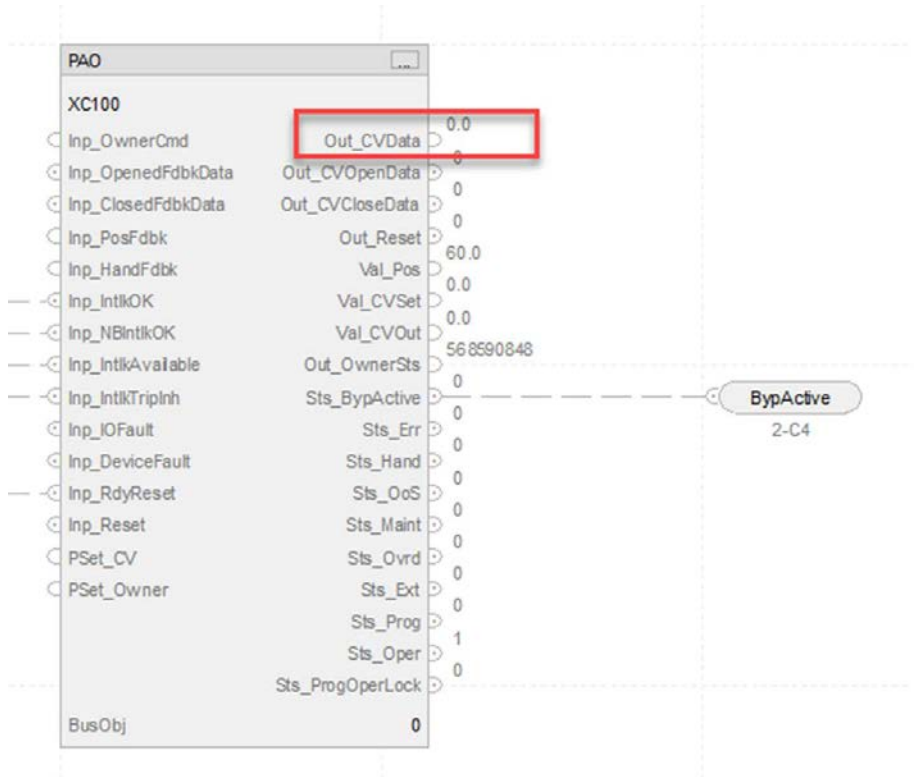 PAO ...
XC100
Inp_OwnerCmd Out_CVData 0.0
Inp_OpenedFdbkData Out_CVOpenData 0
Inp_ClosedFdbkData Out_CVCloseData 0
Inp_PosFdbk Out_Reset 0
Inp_HandFdbk Val_Pos 60.0
Inp_IntlkOK Val_CVSet 0.0
Inp_NBIntlkOK Val_CVOut 0.0
Inp_IntlkAvailable Out_OwnerSts 568590848
Inp_IntlkTripInh Sts_BypActive 0 BypActive
Inp_IOFault Sts_Err 0 2-C4
Inp_DeviceFault Sts_Hand 0
Inp_RdyReset Sts_OoS 0
Inp_Reset Sts_Maint 0
PSet_CV Sts_Ovrd 0
PSet_Owner Sts_Ext 0
Sts_Prog 0
Sts_Oper 1
Sts_ProgOperLock 0
BusObj 0